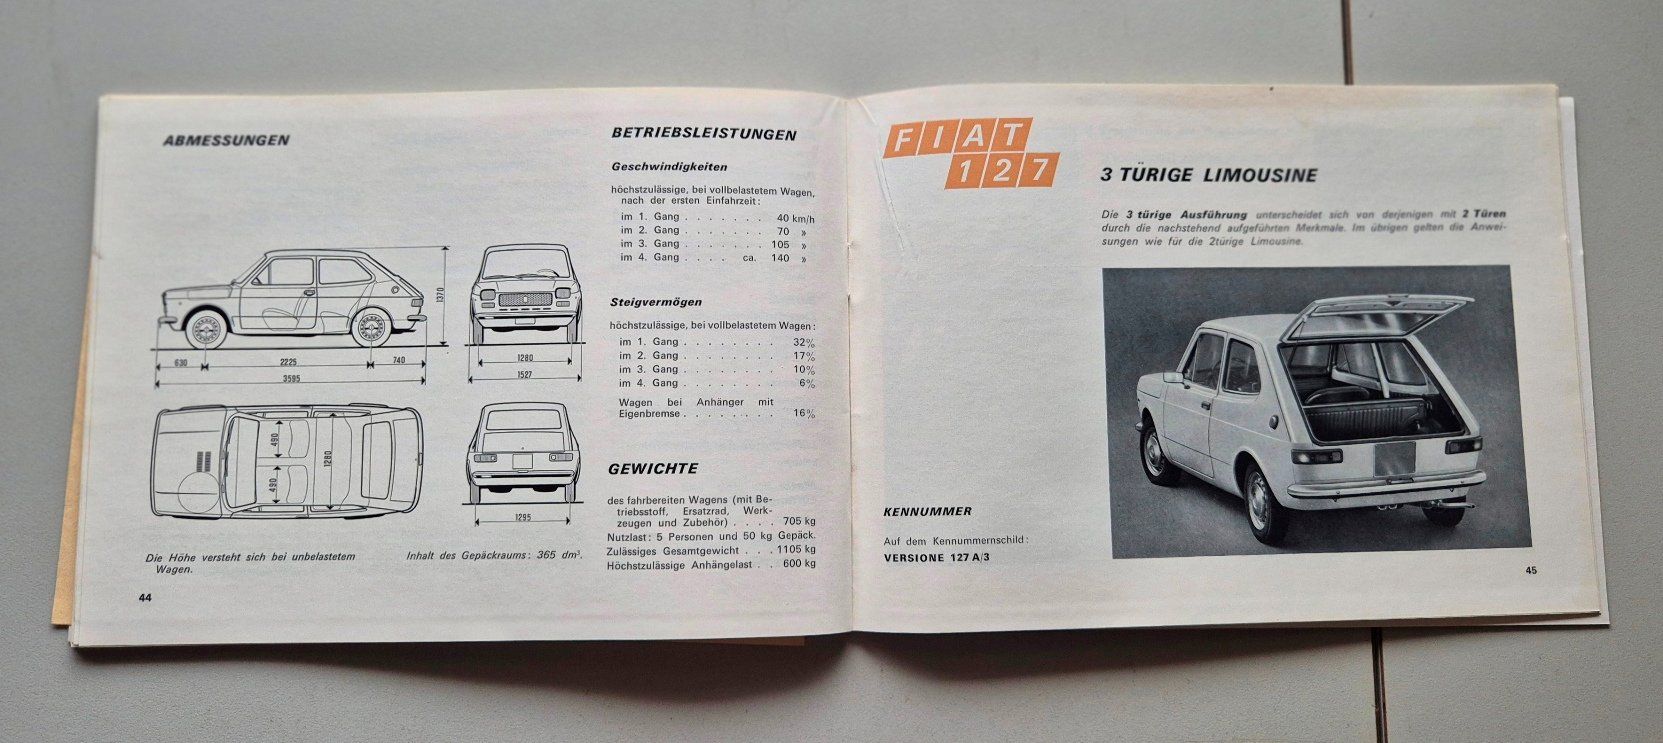 ABMESSUNGEN
1370
630
2225
740
3595
1280
1527
490
490
1280
1295
Die Höhe versteht sich bei unbelastetem
Wagen.
Inhalt des Gepäckraums: 365 dm³.
44
BETRIEBSLEISTUNGEN
Geschwindigkeiten
höchstzulässige, bei vollbelastetem Wagen,
nach der ersten Einfahrzeit:
im 1. Gang . . . . . . . 40 km/h
im 2. Gang . . . . . . . 70 »
im 3. Gang . . . . . . . 105 »
im 4. Gang . . . . ca. 140 »
Steigvermögen
höchstzulässige, bei vollbelastetem Wagen:
im 1. Gang . . . . . . . 32%
im 2. Gang . . . . . . . 17%
im 3. Gang . . . . . . . 10%
im 4. Gang . . . . . . . 6%
Wagen bei Anhänger mit
Eigenbremse . . . . . . . . 16%
GEWICHTE
des fahrbereiten Wagens (mit Be-
triebsstoff, Ersatzrad, Werk-
zeugen und Zubehör) . . . . 705 kg
Nutzlast: 5 Personen und 50 kg Gepäck.
Zulässiges Gesamtgewicht . . . 1105 kg
Höchstzulässige Anhängelast . . 600 kg
FIAT
127
3 TÜRIGE LIMOUSINE
Die 3 türige Ausführung unterscheidet sich von derjenigen mit 2 Türen
durch die nachstehend aufgeführten Merkmale. Im übrigen gelten die Anwei-
sungen wie für die 2türige Limousine.
KENNUMMER
Auf dem Kennummernschild:
VERSIONE 127 A/3
45